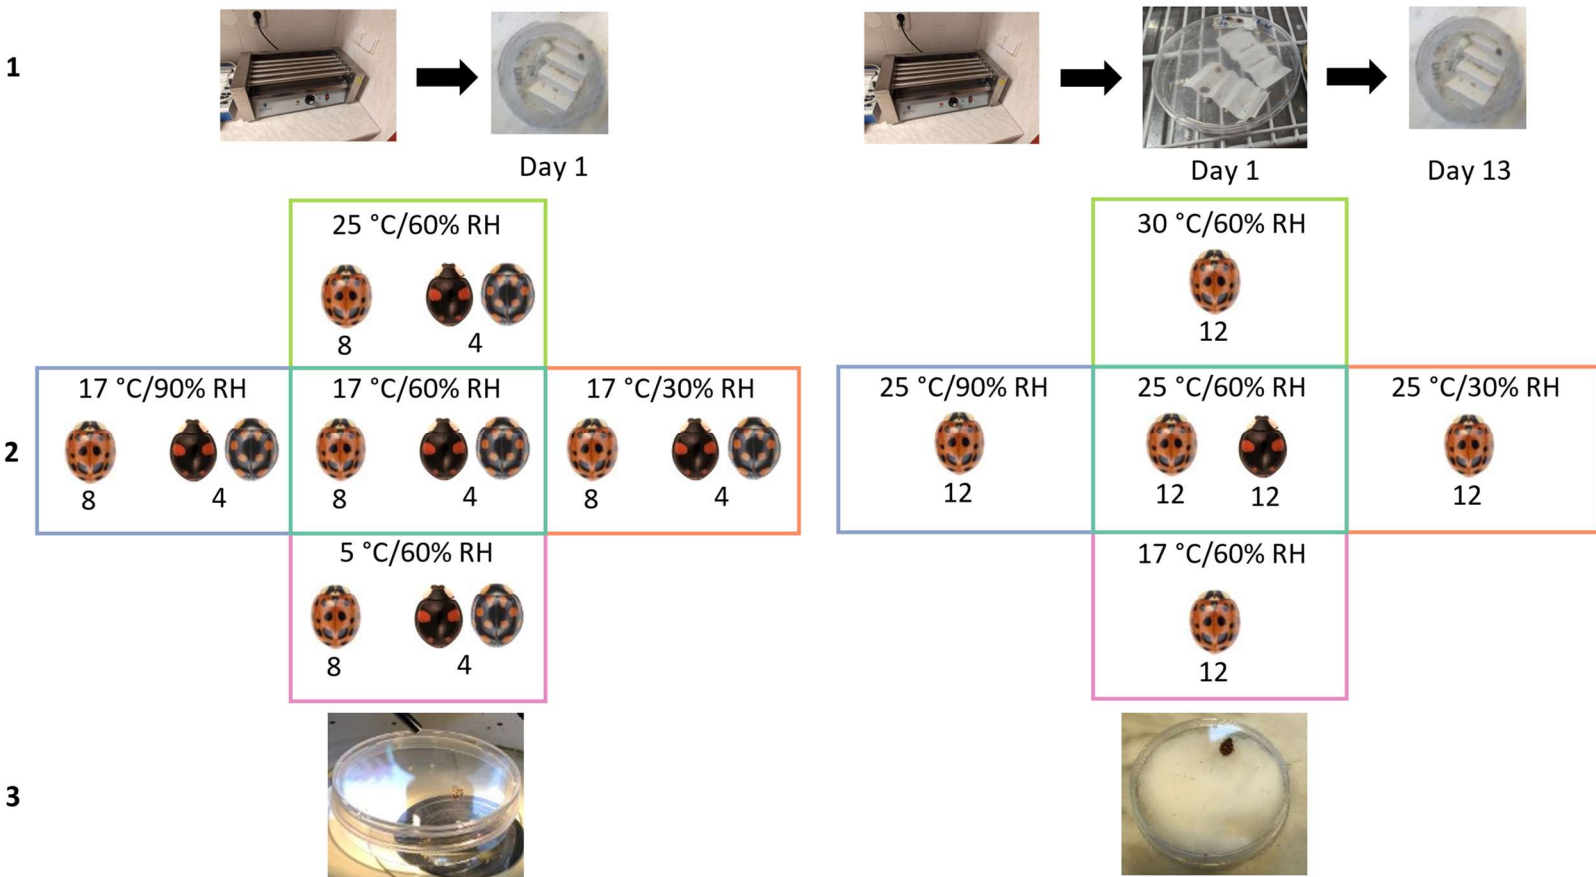 1
Day 1
Day 1
Day 13
25 °C/60% RH
8
4
30 °C/60% RH
12
2
17 °C/90% RH
8
4
17 °C/60% RH
8
4
17 °C/30% RH
8
4
25 °C/90% RH
12
25 °C/60% RH
12
12
25 °C/30% RH
12
5 °C/60% RH
8
4
17 °C/60% RH
12
3